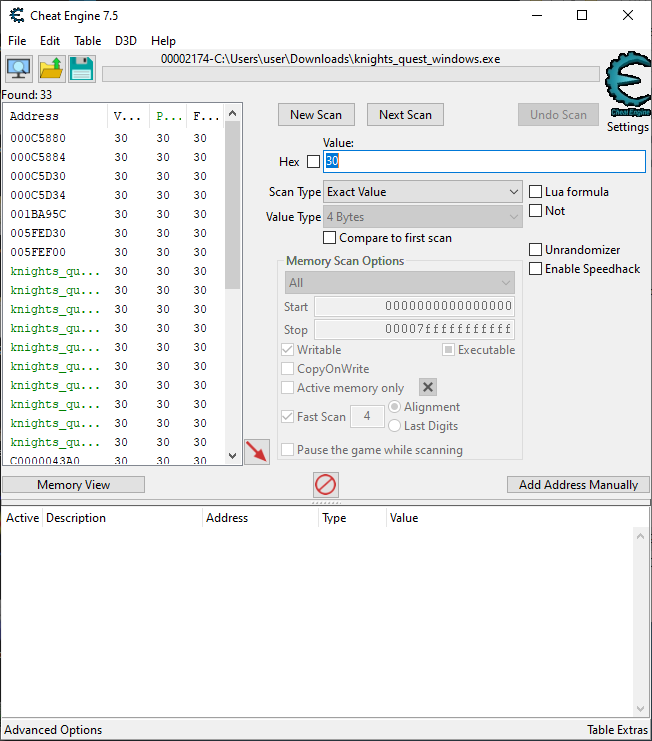 Cheat Engine 7.5
File Edit Table D3D Help
00002174-C:\Users\user\Downloads\knights_quest_windows.exe
Found: 33
Address V... P... F...
000C5880 30 30 30
000C5884 30 30 30
000C5D30 30 30 30
000C5D34 30 30 30
001BA95C 30 30 30
005FED30 30 30 30
005FEF00 30 30 30
knights_qu... 30 30 30
knights_qu... 30 30 30
knights_qu... 30 30 30
knights_qu... 30 30 30
knights_qu... 30 30 30
knights_qu... 30 30 30
knights_qu... 30 30 30
knights_qu... 30 30 30
knights_qu... 30 30 30
knights_qu... 30 30 30
C0000043A0 30 30 30
New Scan Next Scan Undo Scan
Cheat Engine
Settings
Value:
Hex 30
Scan Type Exact Value Lua formula
Value Type 4 Bytes Not
Compare to first scan
Unrandomizer
Enable Speedhack
Memory Scan Options
All
Start 0000000000000000
Stop 00007fffffffffff
Writable Executable
CopyOnWrite
Active memory only
Fast Scan 4 Alignment
Last Digits
Pause the game while scanning
Memory View Add Address Manually
Active Description Address Type Value
Advanced Options Table Extras